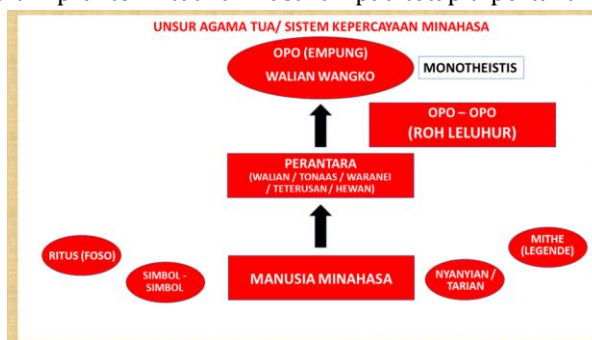 UNSUR AGAMA TUA/ SISTEM KEPERCAYAAN MINAHASA
OPO (EMPUNG)
WALIAN WANGKO
MONOTHEISTIS
OPO – OPO
(ROH LELUHUR)
PERANTARA
(WALIAN / TONAAS / WARANEI
/ TETERUSAN / HEWAN)
RITUS (FOSO)
SIMBOL -
SIMBOL
MANUSIA MINAHASA
NYANYIAN /
TARIAN
MITHE
(LEGENDE)